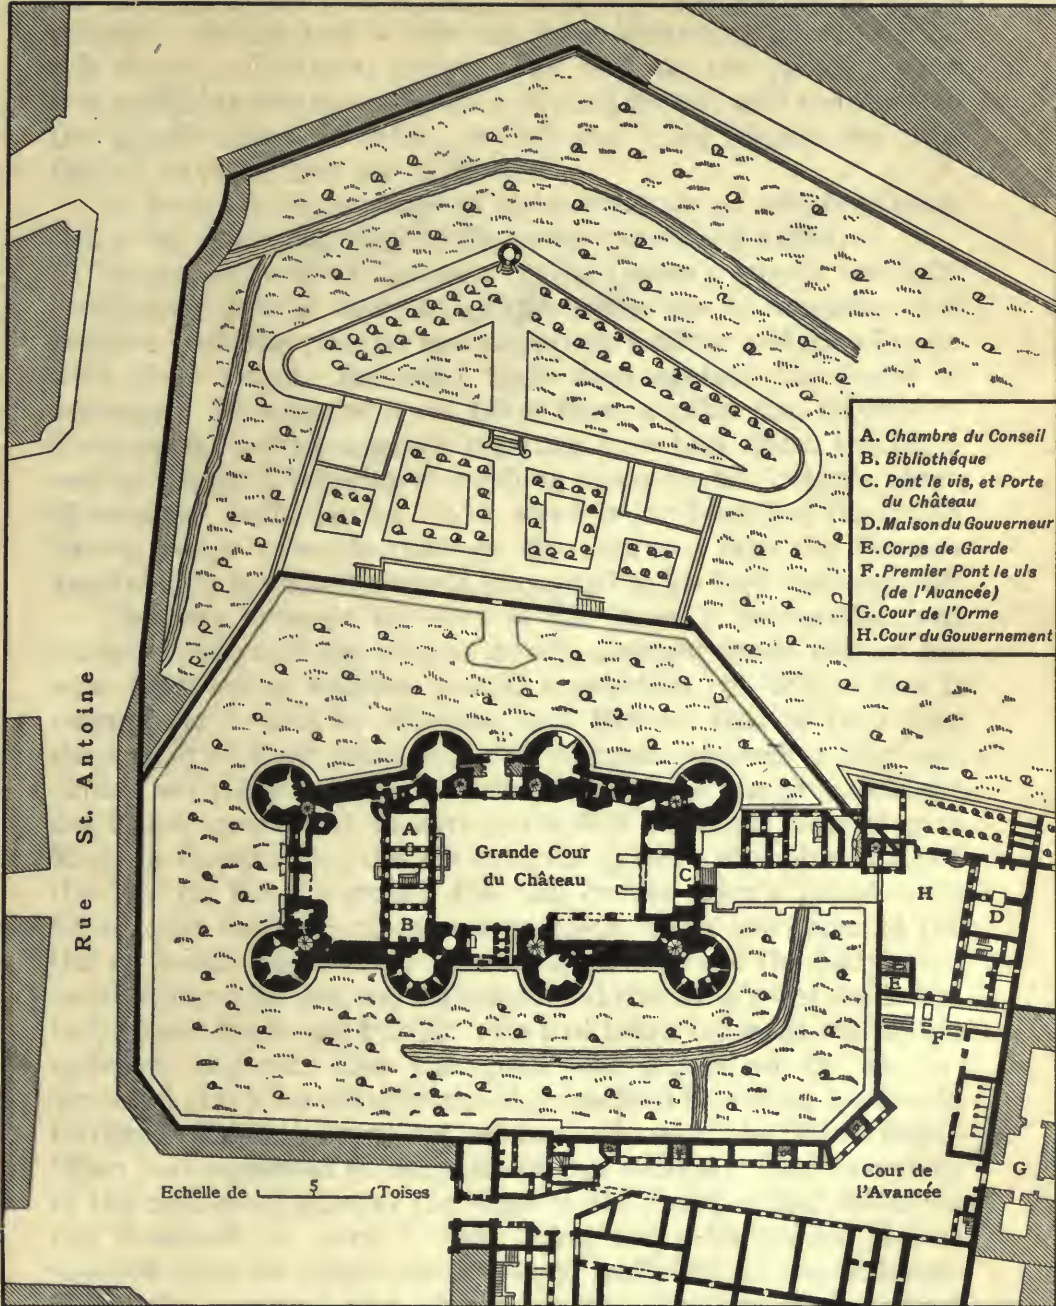 A. Chambre du Conseil
B. Bibliothéque
C. Pont le vis, et Porte
du Château
D. Maison du Gouverneur
E. Corps de Garde
F. Premier Pont le vis
(de l'Avancée)
G. Cour de l'Orme
H. Cour du Gouvernement
Rue St. Antoine
A
Grande Cour
du Château
C
B
H
D
E
F
G
Cour de
l'Avancée
Echelle de 5 Toises